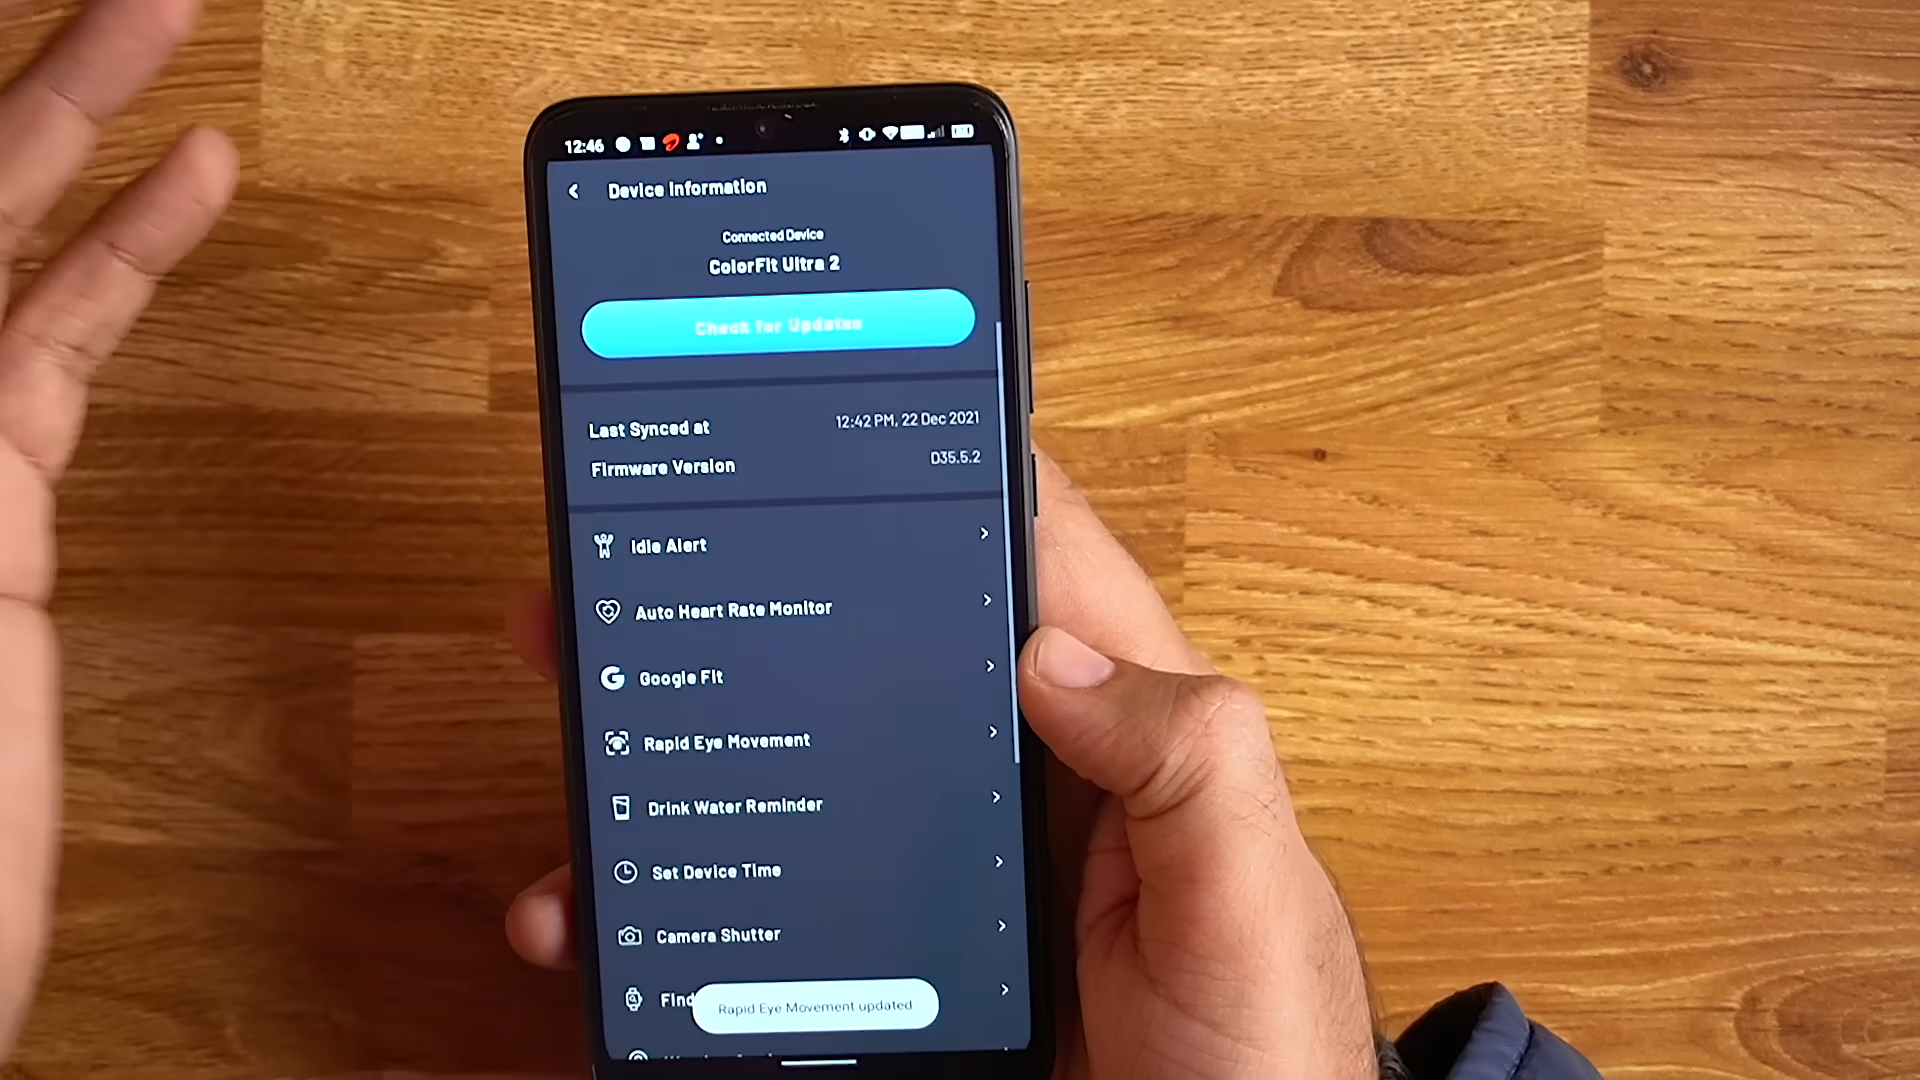 12:46
Device Information
Connected Device
ColorFit Ultra 2
Check for Updates
Last Synced at 12:42 PM, 22 Dec 2021
Firmware Version D35.5.2
Idle Alert
Auto Heart Rate Monitor
Google Fit
Rapid Eye Movement
Drink Water Reminder
Set Device Time
Camera Shutter
Find
Rapid Eye Movement updated